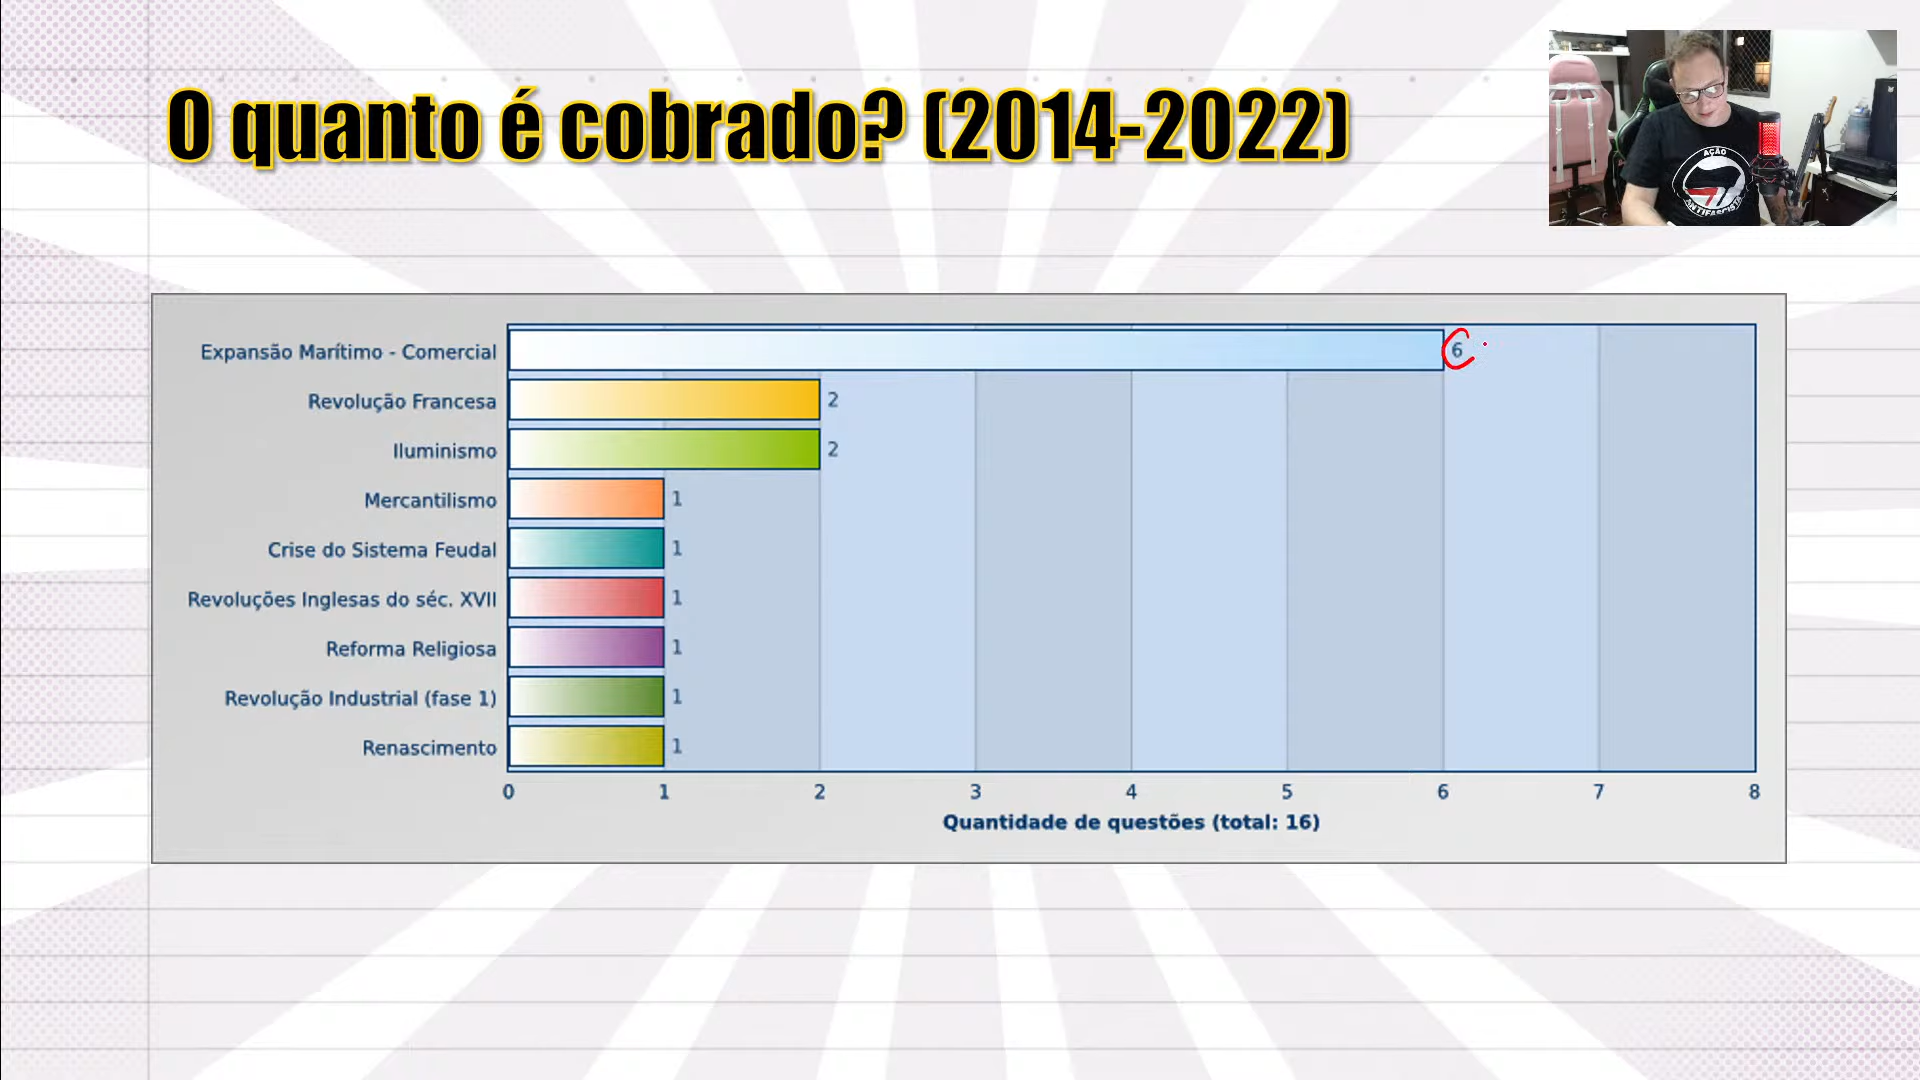 O quanto é cobrado? (2014-2022)
AÇÃO
ANTIFASCISTA
Expansão Marítimo - Comercial 6
Revolução Francesa 2
Iluminismo 2
Mercantilismo 1
Crise do Sistema Feudal 1
Revoluções Inglesas do séc. XVII 1
Reforma Religiosa 1
Revolução Industrial (fase 1) 1
Renascimento 1
0 1 2 3 4 5 6 7 8
Quantidade de questões (total: 16)